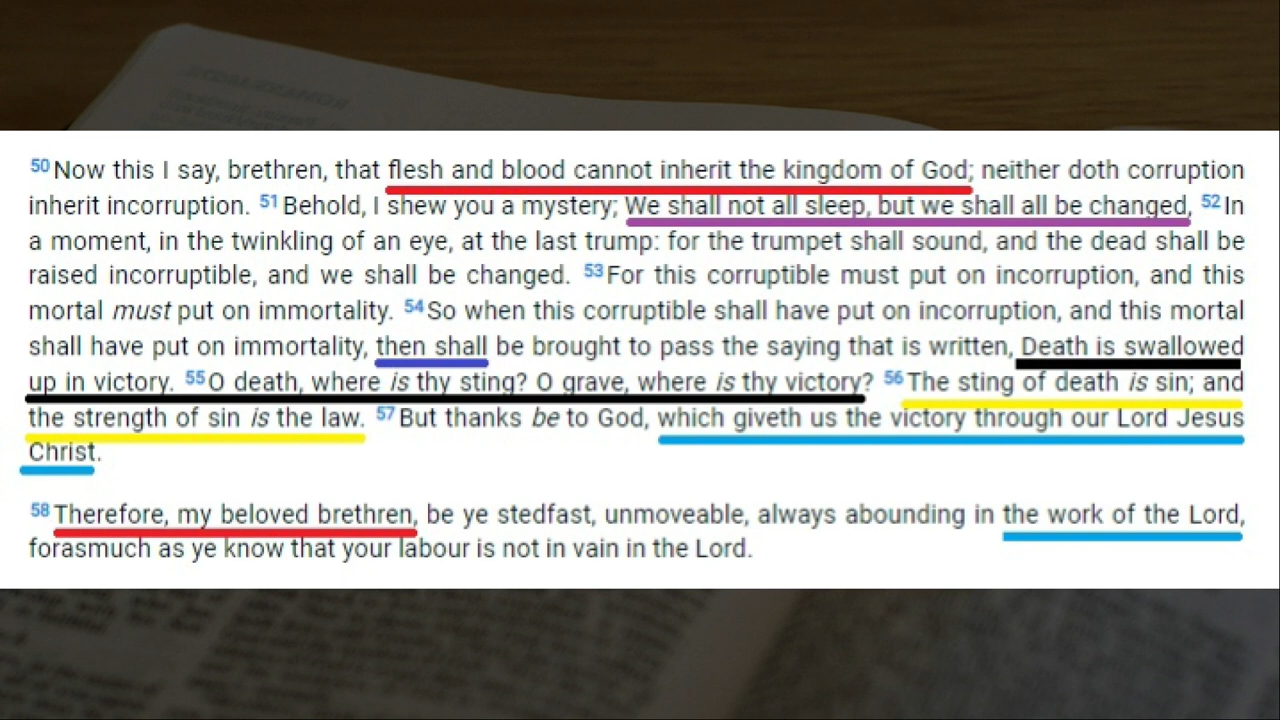 50 Now this I say, brethren, that flesh and blood cannot inherit the kingdom of God; neither doth corruption
inherit incorruption. 51 Behold, I shew you a mystery; We shall not all sleep, but we shall all be changed, 52 In
a moment, in the twinkling of an eye, at the last trump: for the trumpet shall sound, and the dead shall be
raised incorruptible, and we shall be changed. 53 For this corruptible must put on incorruption, and this
mortal must put on immortality. 54 So when this corruptible shall have put on incorruption, and this mortal
shall have put on immortality, then shall be brought to pass the saying that is written, Death is swallowed
up in victory. 55 O death, where is thy sting? O grave, where is thy victory? 56 The sting of death is sin; and
the strength of sin is the law. 57 But thanks be to God, which giveth us the victory through our Lord Jesus
Christ.
58 Therefore, my beloved brethren, be ye stedfast, unmoveable, always abounding in the work of the Lord,
forasmuch as ye know that your labour is not in vain in the Lord.